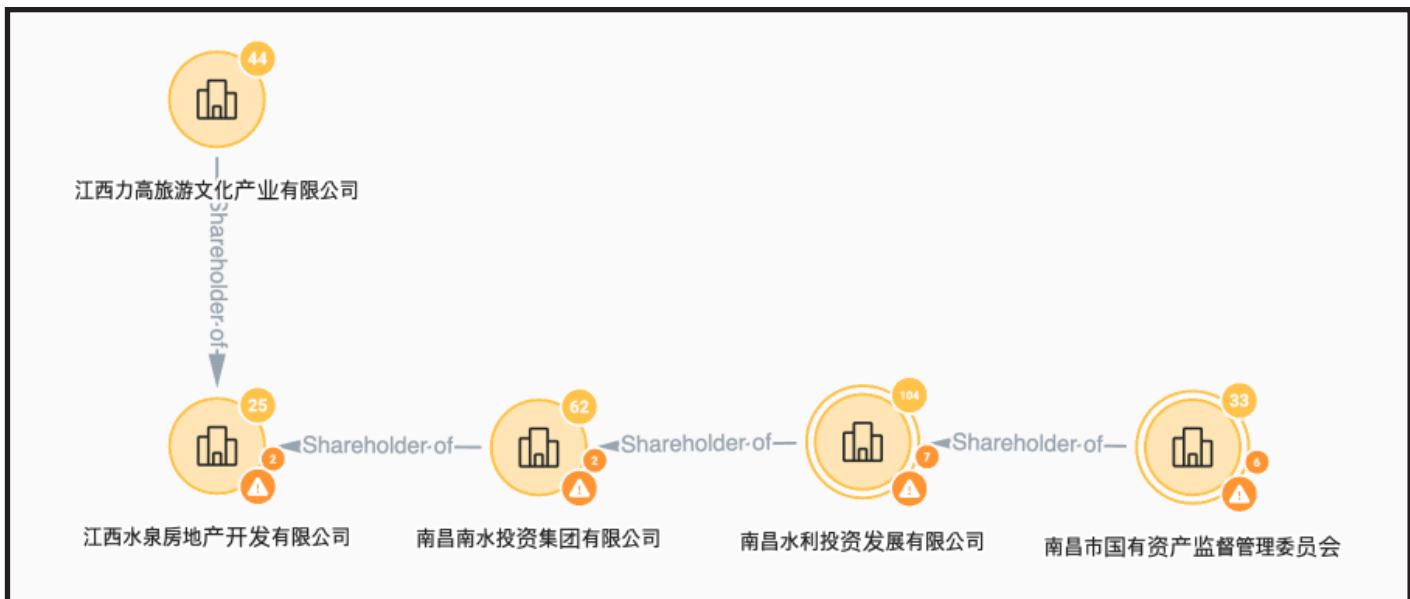 44
江西力高旅游文化产业有限公司
Shareholder of
25
2
江西水泉房地产开发有限公司
Shareholder of
62
2
南昌南水投资集团有限公司
Shareholder of
104
7
南昌水利投资发展有限公司
Shareholder of
33
6
南昌市国有资产监督管理委员会